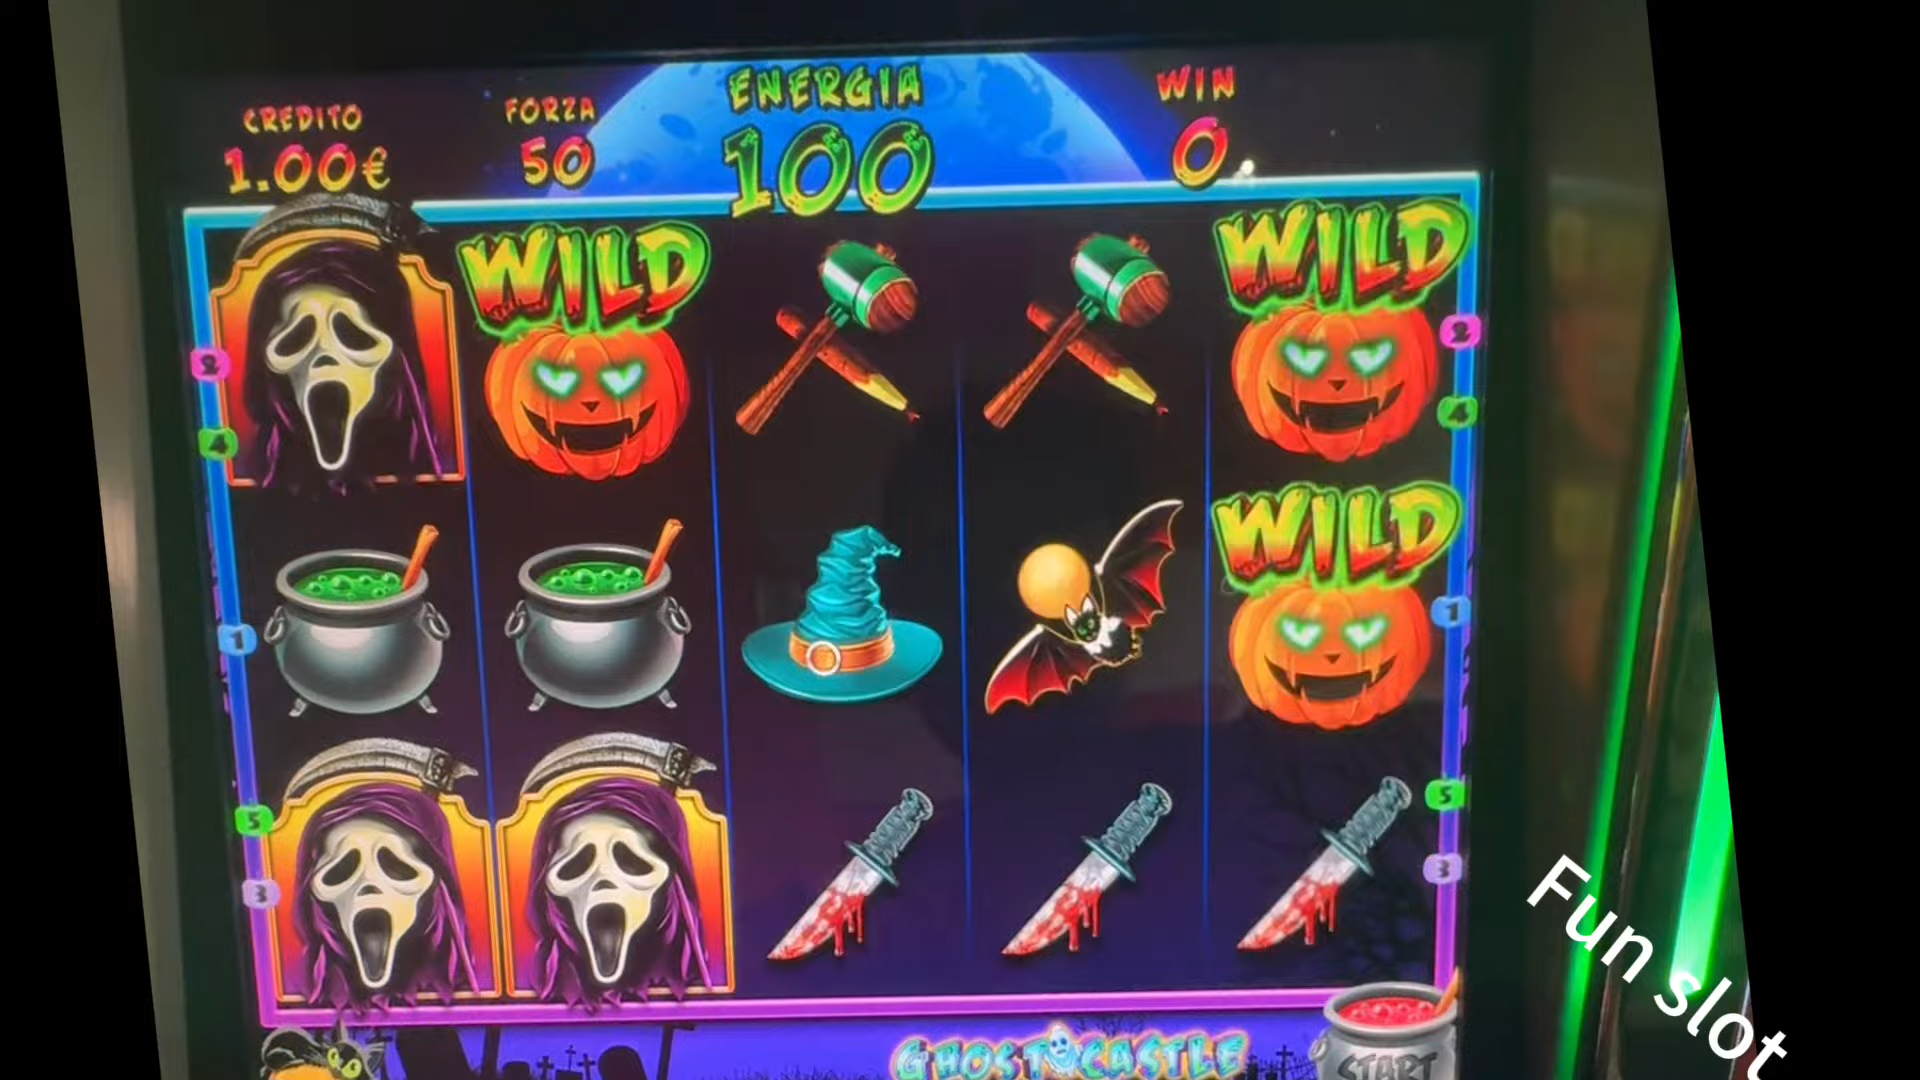 CREDITO
1.00€
FORZA
50
ENERGIA
100
WIN
0
WILD
WILD
2
2
4
4
WILD
1
1
5
5
3
3
GHOST CASTLE
START
Fun slot